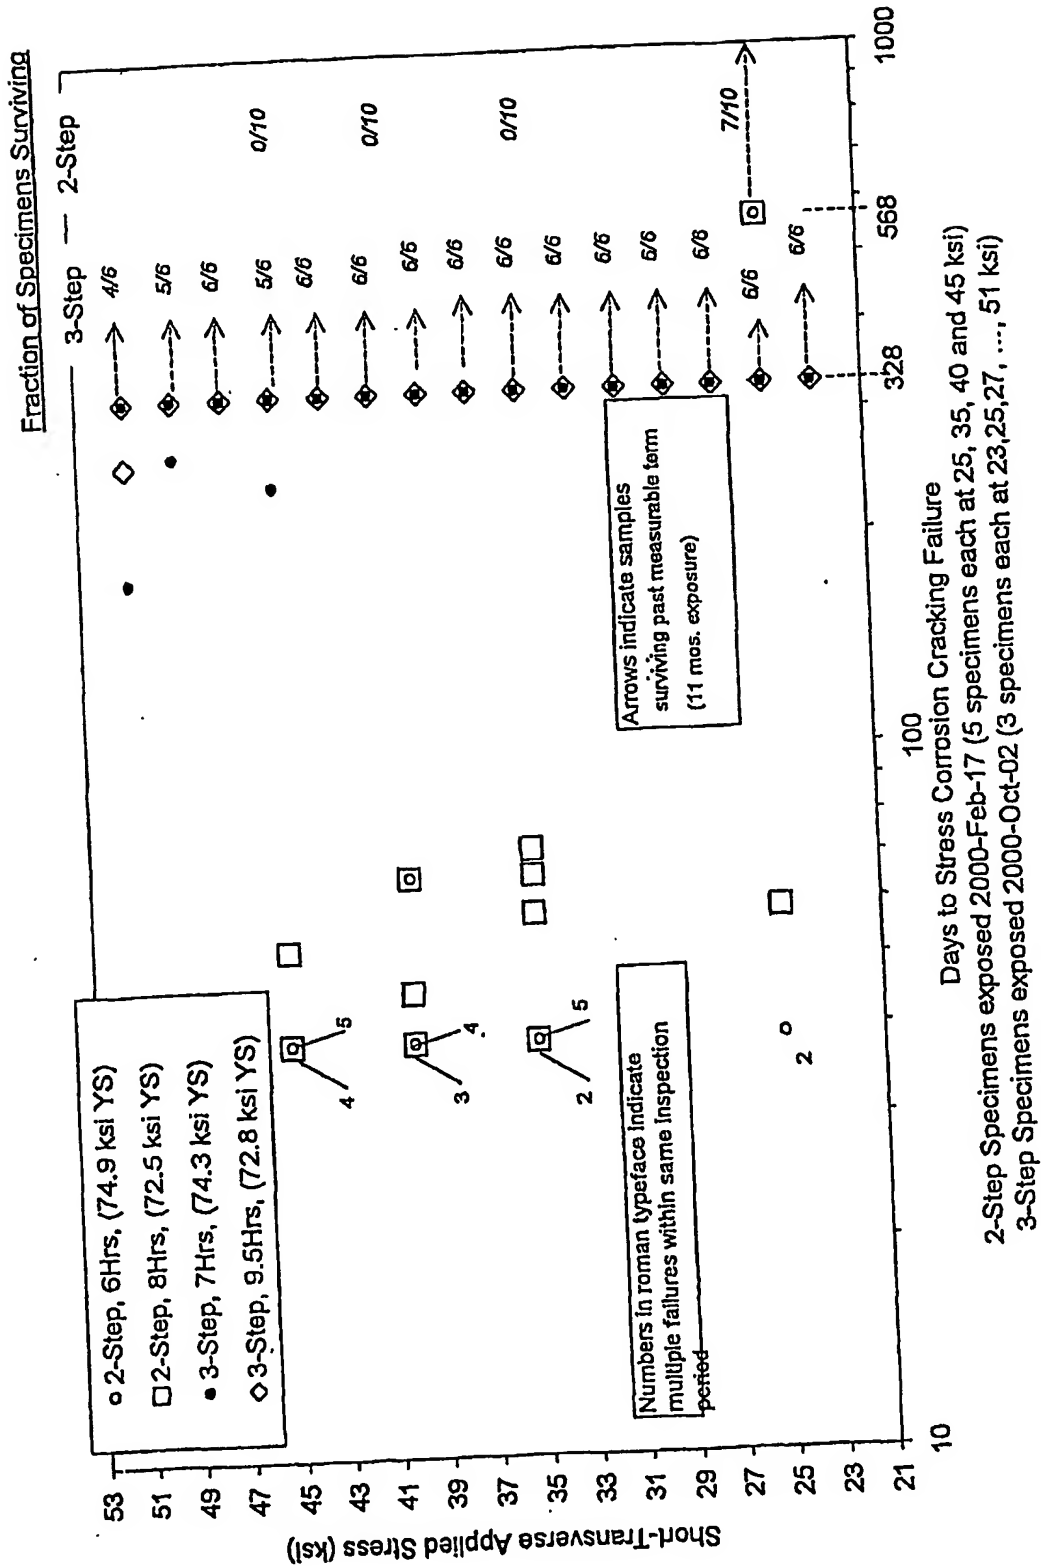 Fraction of Specimens Surviving
3-Step — 2-Step
4/6
5/6
6/6
5/6 0/10
6/6
6/6 0/10
6/6
6/6
6/6 0/10
6/6
6/6
6/6
6/6
6/6 7/10
6/6
o 2-Step, 6Hrs, (74.9 ksi YS)
□ 2-Step, 8Hrs, (72.5 ksi YS)
● 3-Step, 7Hrs, (74.3 ksi YS)
◇ 3-Step, 9.5Hrs, (72.8 ksi YS)
4 5
3 4
2 5
2
Numbers in roman typeface indicate
multiple failures within same inspection
period
Arrows indicate samples
surviving past measurable term
(11 mos. exposure)
Short-Transverse Applied Stress (ksi)
53
51
49
47
45
43
41
39
37
35
33
31
29
27
25
23
21
10 100 328 568 1000
Days to Stress Corrosion Cracking Failure
2-Step Specimens exposed 2000-Feb-17 (5 specimens each at 25, 35, 40 and 45 ksi)
3-Step Specimens exposed 2000-Oct-02 (3 specimens each at 23,25,27, ..., 51 ksi)